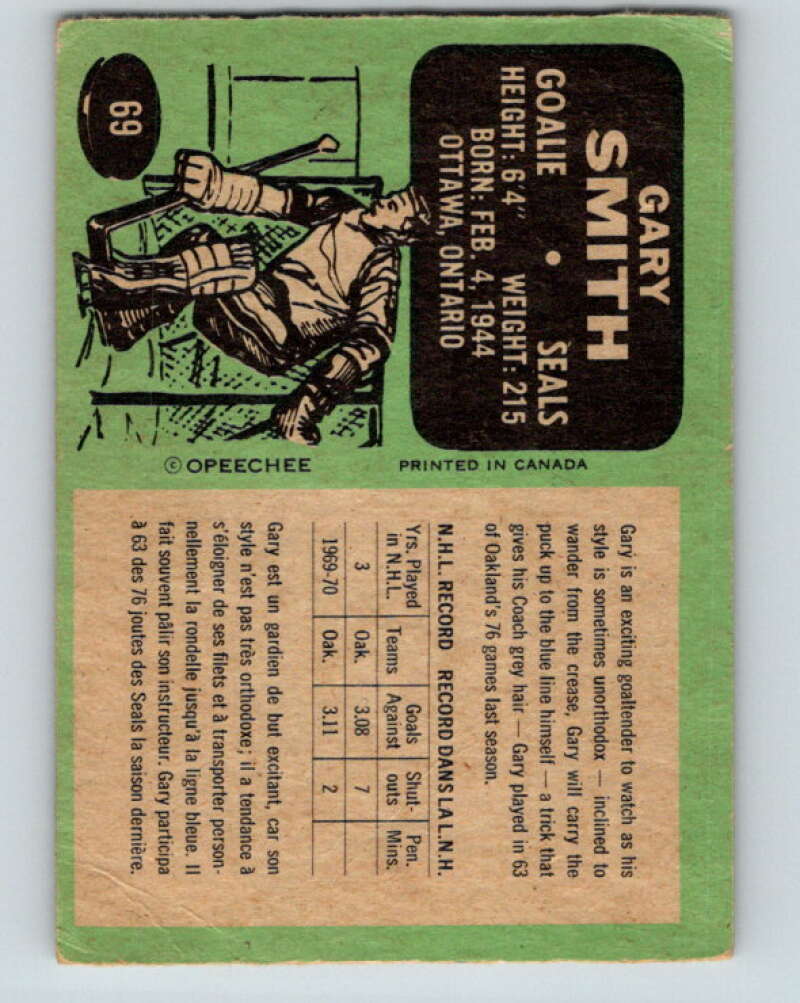 69
GARY
SMITH
GOALIE • SEALS
HEIGHT: 6'4" WEIGHT: 215
BORN: FEB. 4, 1944
OTTAWA, ONTARIO
© OPEECHEE
PRINTED IN CANADA
Gary is an exciting goaltender to watch as his
style is sometimes unorthodox — inclined to
wander from the crease, Gary will carry the
puck up to the blue line himself — a trick that
gives his Coach grey hair — Gary played in 63
of Oakland's 76 games last season.
N.H.L. RECORD RECORD DANS LA L.N.H.
Yrs. Played Teams Goals Shut- Pen.
in N.H.L. Against outs Mins.
3 Oak. 3.08 7
1969-70 Oak. 3.11 2
Gary est un gardien de but excitant, car son
style n'est pas très orthodoxe; il a tendance à
s'éloigner de ses filets et à transporter person-
nellement la rondelle jusqu'à la ligne bleue. Il
fait souvent pâlir son instructeur. Gary participa
à 63 des 76 joutes des Seals la saison dernière.